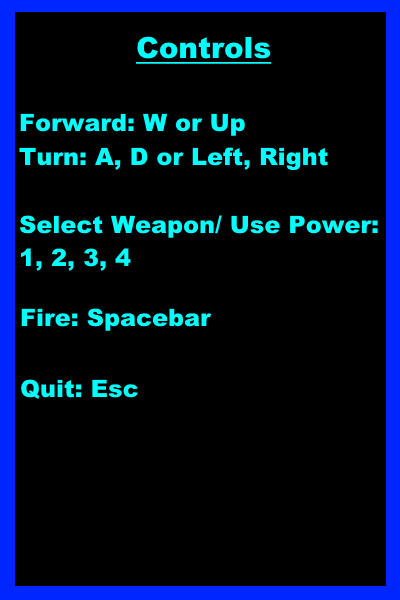 Controls
Forward: W or Up
Turn: A, D or Left, Right
Select Weapon/ Use Power:
1, 2, 3, 4
Fire: Spacebar
Quit: Esc